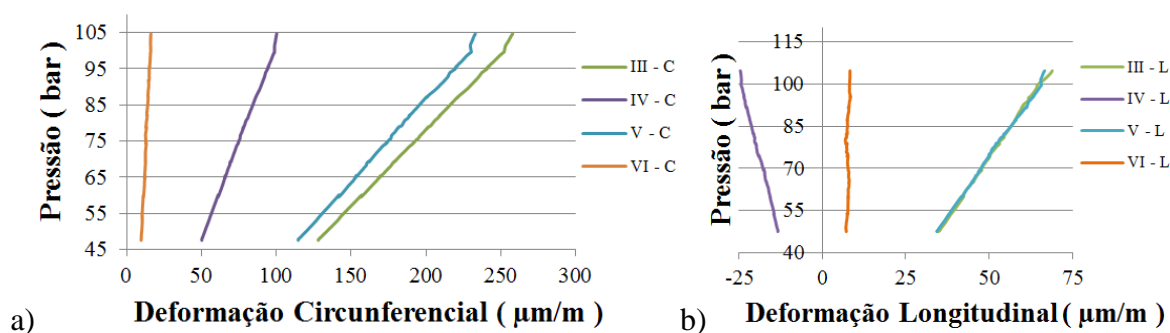 Pressão ( bar )
105
95
85
75
65
55
45
0 50 100 150 200 250 300
III - C
IV - C
V - C
VI - C
a) Deformação Circunferencial ( µm/m )
Pressão ( bar )
115
100
85
70
55
40
-25 0 25 50 75
III - L
IV - L
V - L
VI - L
b) Deformação Longitudinal ( µm/m )